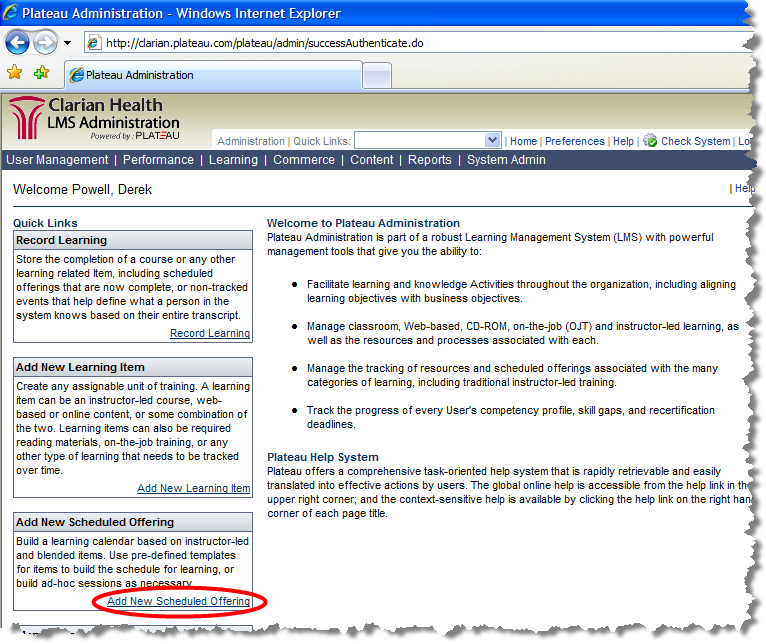 Plateau Administration - Windows Internet Explorer
http://clarian.plateau.com/plateau/admin/successAuthenticate.do
Plateau Administration
Clarian Health
LMS Administration
Powered by : PLATEAU
Administration | Quick Links: | Home | Preferences | Help | Check System | Lo
User Management | Performance | Learning | Commerce | Content | Reports | System Admin
Welcome Powell, Derek
| Help
Quick Links
Record Learning
Store the completion of a course or any other
learning related Item, including scheduled
offerings that are now complete, or non-tracked
events that help define what a person in the
system knows based on their entire transcript.
Record Learning
Add New Learning Item
Create any assignable unit of training. A learning
item can be an instructor-led course, web-
based or online content, or some combination of
the two. Learning items can also be required
reading materials, on-the-job training, or any
other type of learning that needs to be tracked
over time.
Add New Learning Item
Add New Scheduled Offering
Build a learning calendar based on instructor-led
and blended items. Use pre-defined templates
for items to build the schedule for learning, or
build ad-hoc sessions as necessary.
Add New Scheduled Offering
Welcome to Plateau Administration
Plateau Administration is part of a robust Learning Management System (LMS) with powerful
management tools that give you the ability to:
• Facilitate learning and knowledge Activities throughout the organization, including aligning
learning objectives with business objectives.
• Manage classroom, Web-based, CD-ROM, on-the-job (OJT) and instructor-led learning, as
well as the resources and processes associated with each.
• Manage the tracking of resources and scheduled offerings associated with the many
categories of learning, including traditional instructor-led training.
• Track the progress of every User's competency profile, skill gaps, and recertification
deadlines.
Plateau Help System
Plateau offers a comprehensive task-oriented help system that is rapidly retrievable and easily
translated into effective actions by users. The global online help is accessible from the help link in the
upper right corner; and the context-sensitive help is available by clicking the help link on the right hand
corner of each page title.